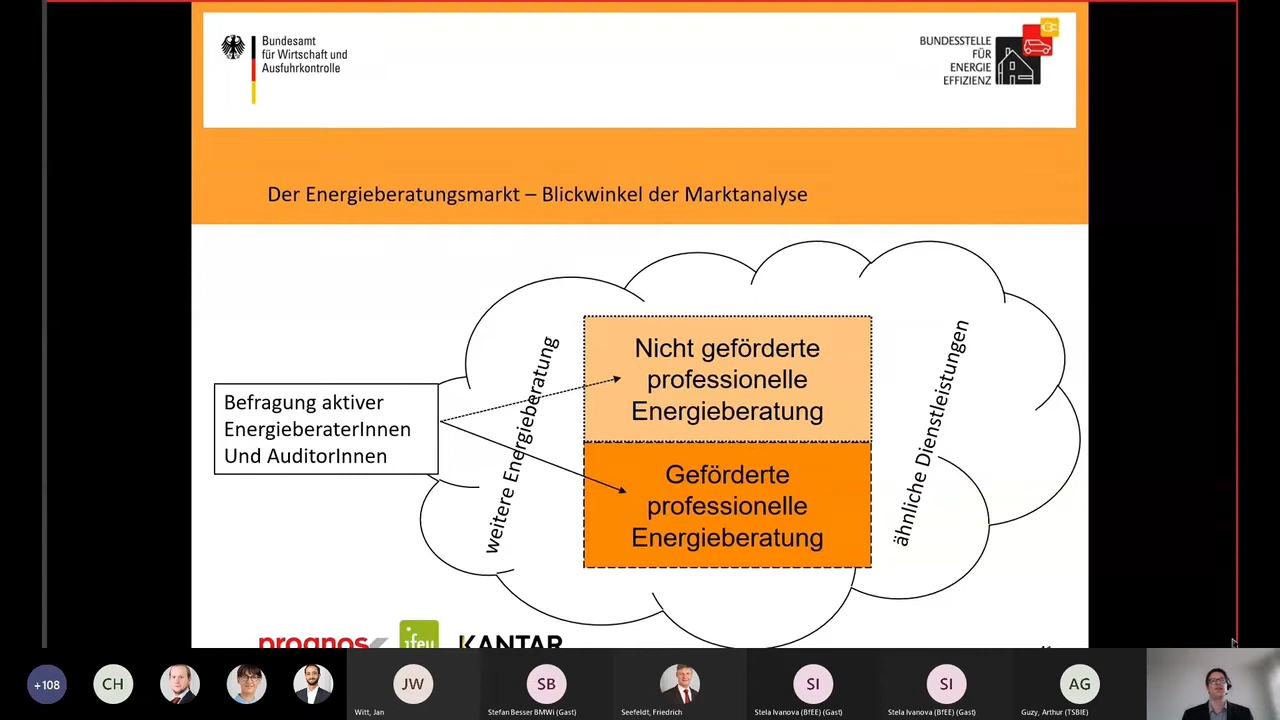 Bundesamt
für Wirtschaft und
Ausfuhrkontrolle
BUNDESSTELLE
FÜR
ENERGIE
EFFIZIENZ
Der Energieberatungsmarkt – Blickwinkel der Marktanalyse
Befragung aktiver
EnergieberaterInnen
Und AuditorInnen
weitere Energieberatung
Nicht geförderte
professionelle
Energieberatung
Geförderte
professionelle
Energieberatung
ähnliche Dienstleistungen
prognos
ifeu
KANTAR
+108
CH
JW
SB
SI
SI
AG
Witt, Jan
Stefan Besser BMWi (Gast)
Seefeldt, Friedrich
Stela Ivanova (BfEE) (Gast)
Stela Ivanova (BfEE) (Gast)
Guzy, Arthur (TSBIE)